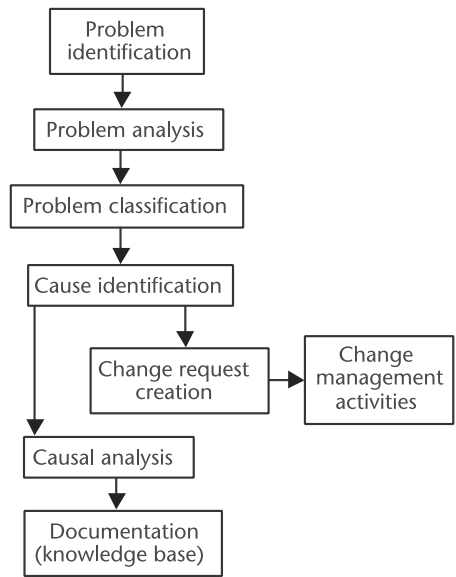 Problem
identification
Problem analysis
Problem classification
Cause identification
Change request
creation
Change
management
activities
Causal analysis
Documentation
(knowledge base)